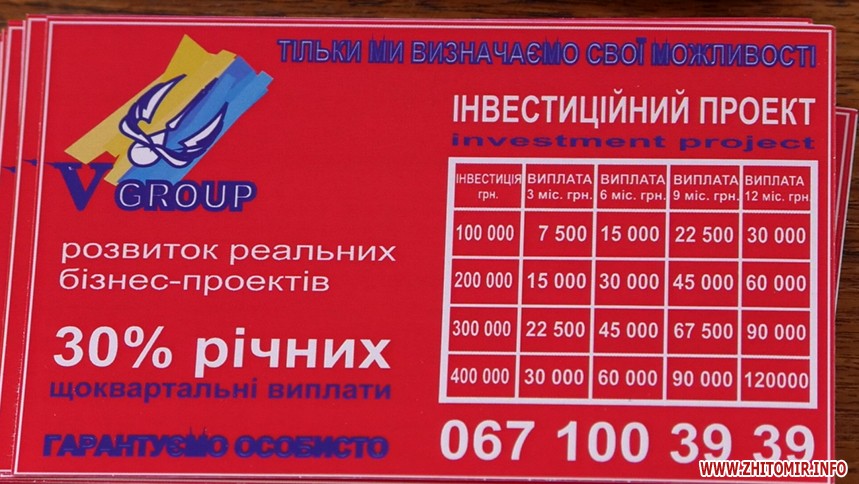 ТІЛЬКИ МИ ВИЗНАЧАЄМО СВОЇ МОЖЛИВОСТІ
V GROUP
розвиток реальних
бізнес-проектів
30% річних
щоквартальні виплати
ГАРАНТУЄМО ОСОБИСТО
ІНВЕСТИЦІЙНИЙ ПРОЕКТ
investment project
ІНВЕСТИЦІЯ грн. ВИПЛАТА 3 міс. грн. ВИПЛАТА 6 міс. грн. ВИПЛАТА 9 міс. грн. ВИПЛАТА 12 міс. грн.
100 000 7 500 15 000 22 500 30 000
200 000 15 000 30 000 45 000 60 000
300 000 22 500 45 000 67 500 90 000
400 000 30 000 60 000 90 000 120000
067 100 39 39
WWW.ZHITOMIR.INFO